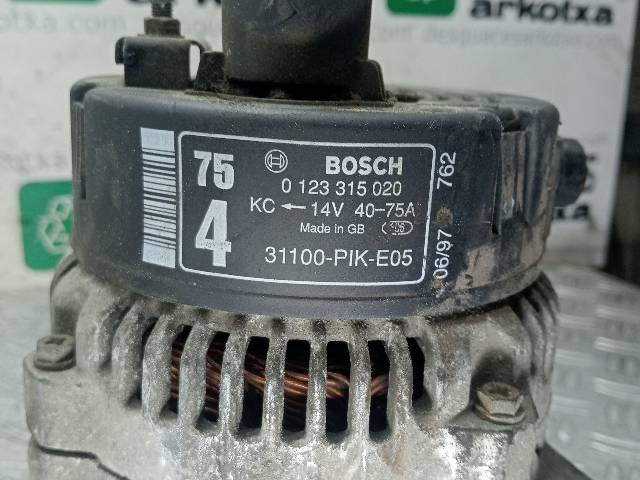 arkotxa
arkotxa
75
4
BOSCH
0 123 315 020
KC ← 14V 40-75A
Made in GB
31100-PIK-E05
06/97 762